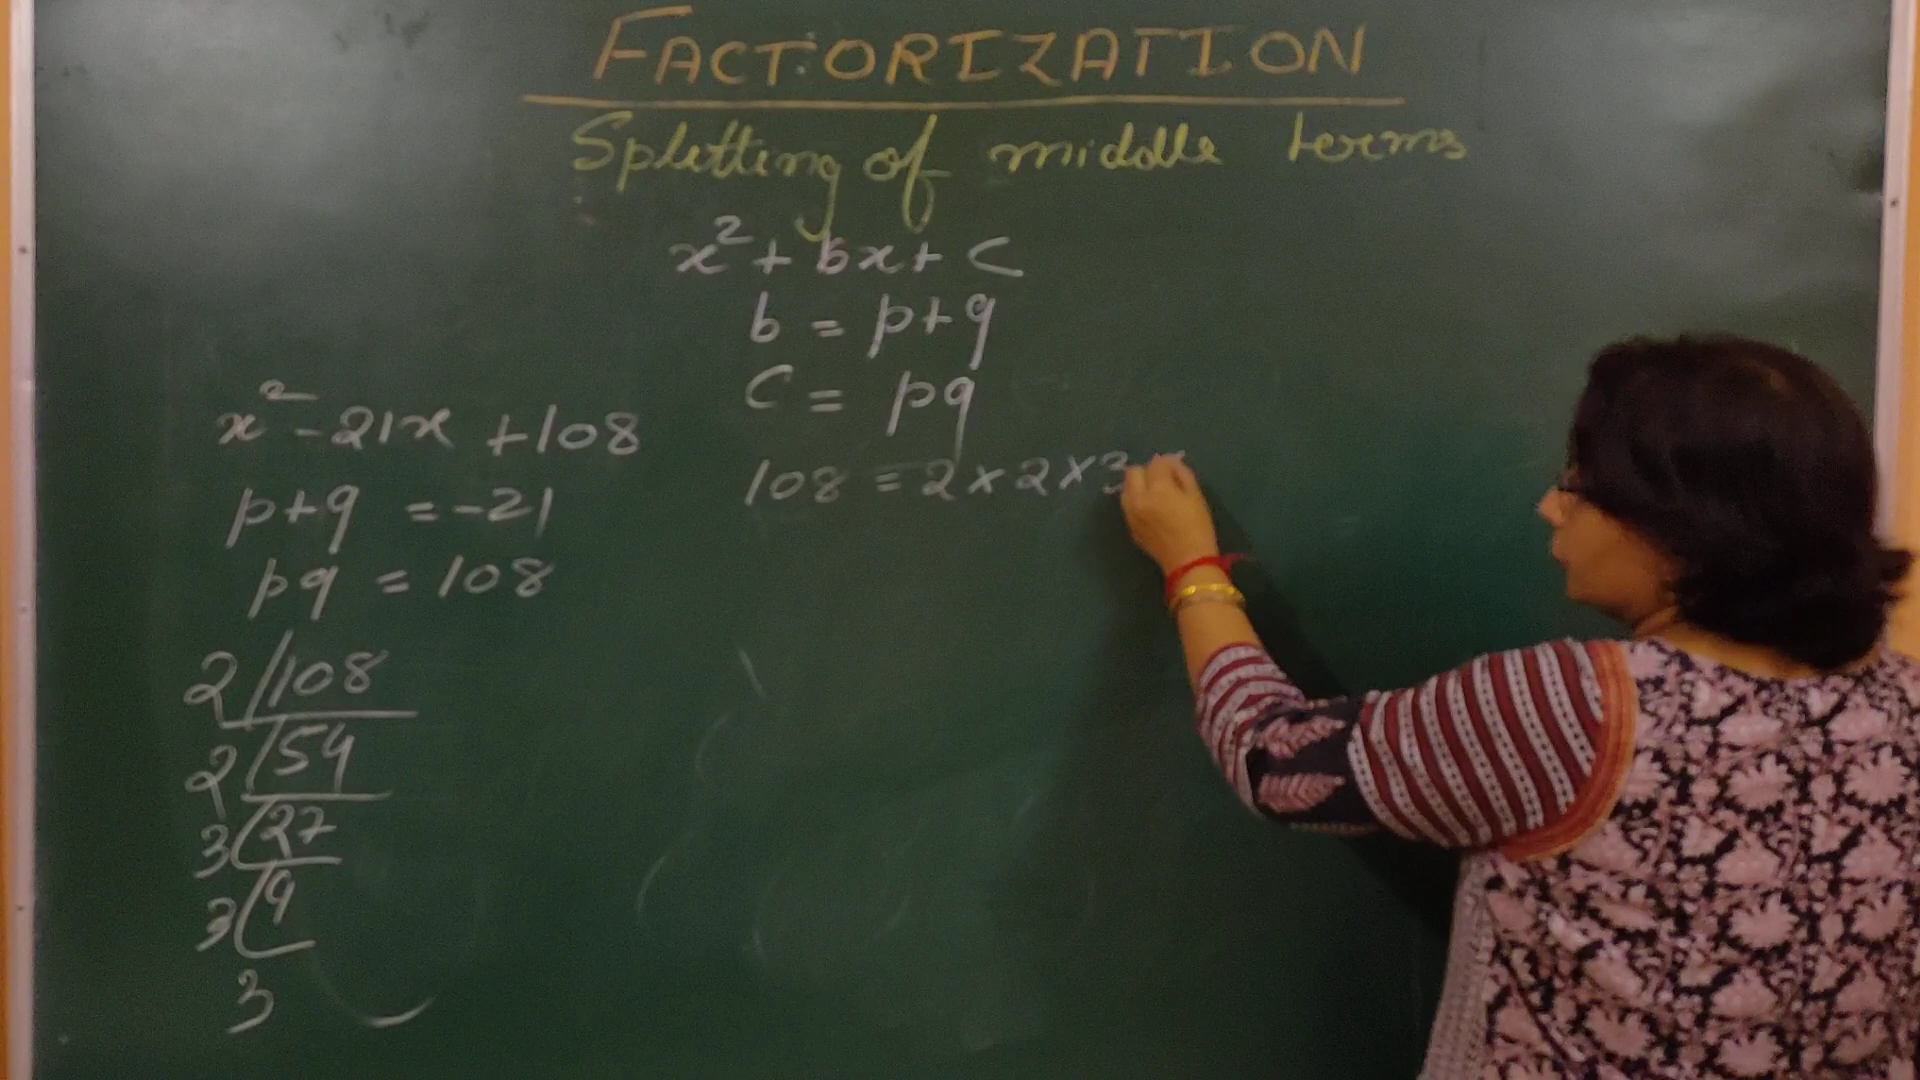 FACTORIZATION
Splitting of middle terms
x² + bx + c
b = p+q
c = pq
x² - 21x + 108
p+q = -21
pq = 108
108 = 2 × 2 × 3 ×
2 108
2 54
3 27
3 9
3